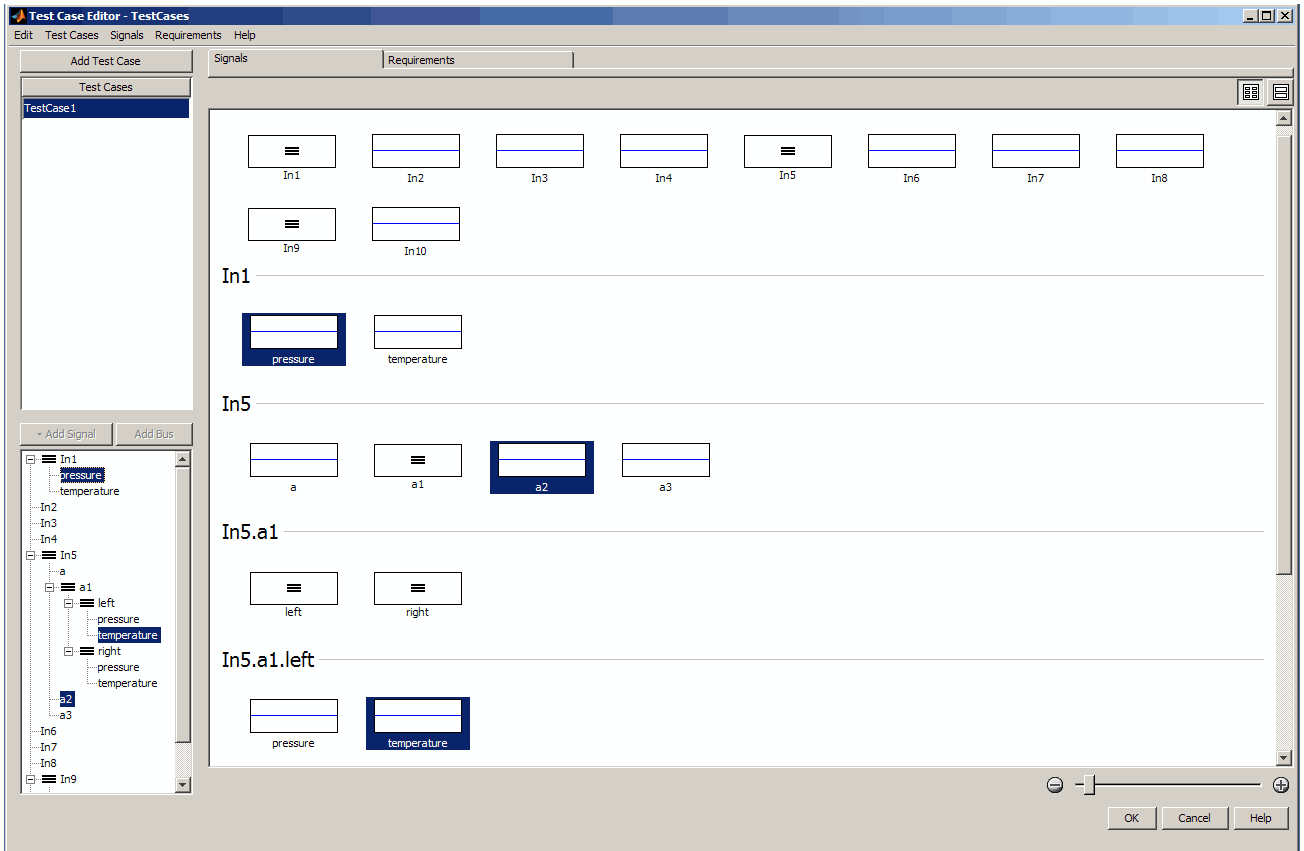 Test Case Editor - TestCases
Edit Test Cases Signals Requirements Help
Add Test Case
Test Cases
TestCase1
Add Signal Add Bus
In1
pressure
temperature
In2
In3
In4
In5
a
a1
left
pressure
temperature
right
pressure
temperature
a2
a3
In6
In7
In8
In9
Signals Requirements
In1 In2 In3 In4 In5 In6 In7 In8
In9 In10
In1
pressure temperature
In5
a a1 a2 a3
In5.a1
left right
In5.a1.left
pressure temperature
OK Cancel Help